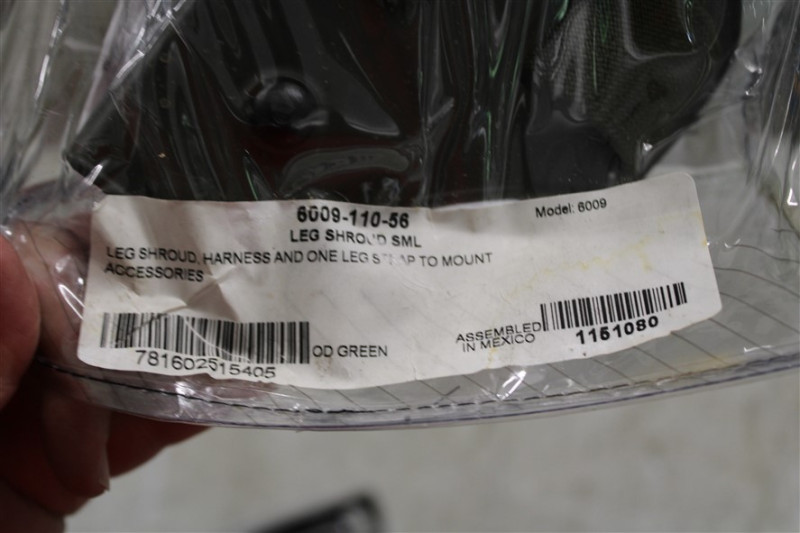 6009-110-56
Model: 6009
LEG SHROUD SML
LEG SHROUD, HARNESS AND ONE LEG STRAP TO MOUNT
ACCESSORIES
781602515405
OD GREEN
ASSEMBLED
IN MEXICO
1151080